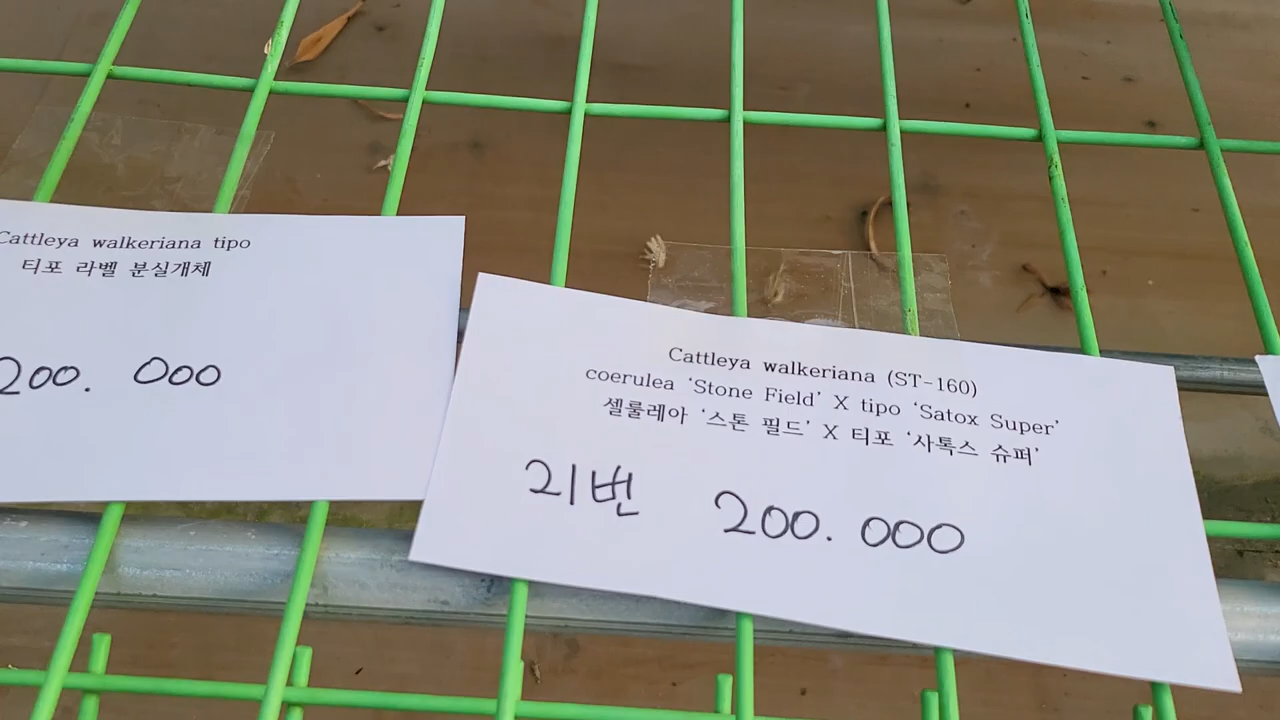 Cattleya walkeriana tipo
티포 라벨 분실개체
200. 000
Cattleya walkeriana (ST-160)
coerulea ‘Stone Field’ X tipo ‘Satox Super’
셀룰레아 ‘스톤 필드’ X 티포 ‘사톡스 슈퍼’
21번 200. 000